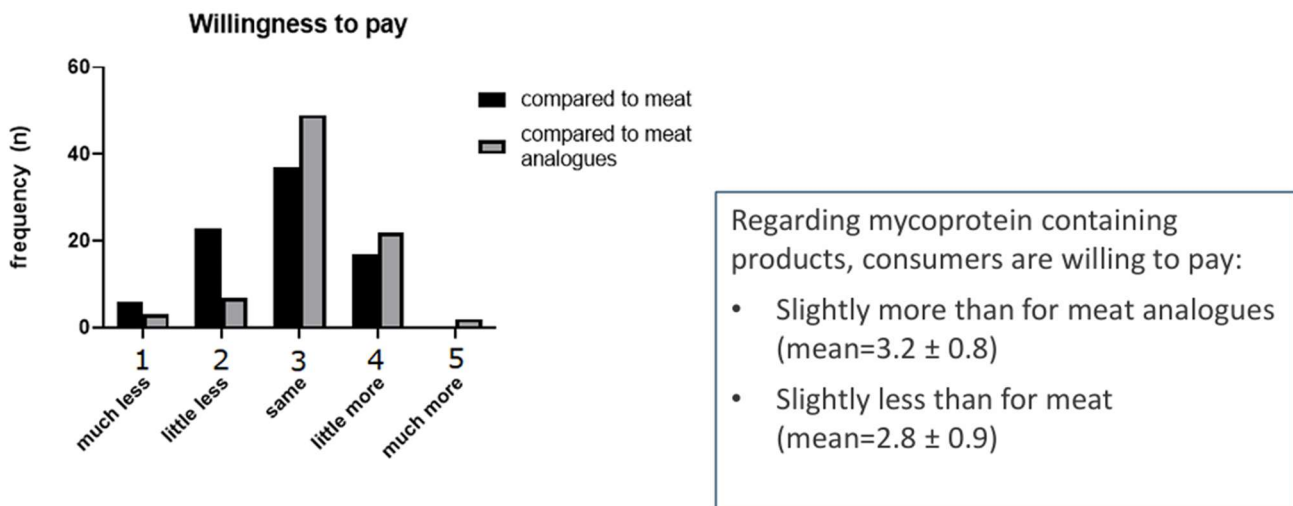 Willingness to pay
60
40
20
0
frequency (n)
compared to meat
compared to meat
analogues
1 2 3 4 5
much less
little less
same
little more
much more
Regarding mycoprotein containing
products, consumers are willing to pay:
• Slightly more than for meat analogues
(mean=3.2 ± 0.8)
• Slightly less than for meat
(mean=2.8 ± 0.9)